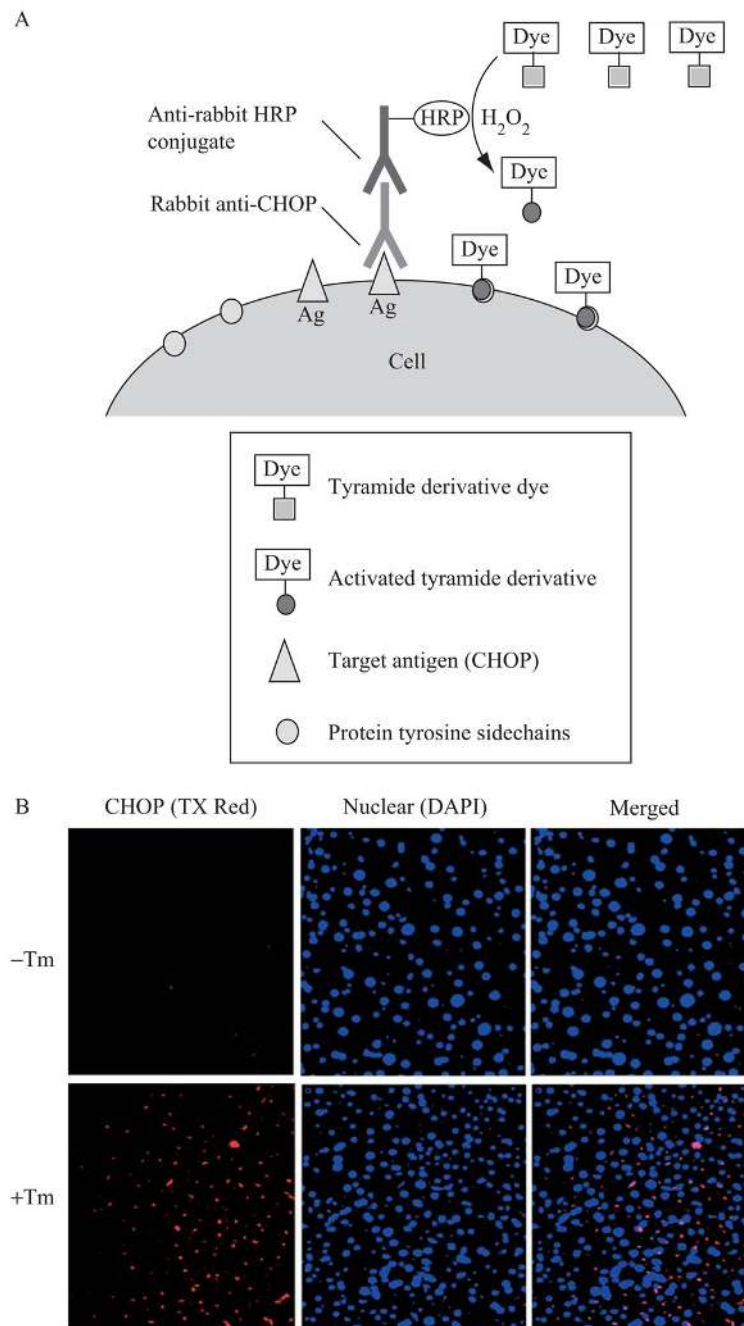 A
Dye Dye Dye
Anti-rabbit HRP
conjugate
HRP
H₂O₂
Dye
Rabbit anti-CHOP
Dye
Dye
Ag
Ag
Cell
Dye
Tyramide derivative dye
Dye
Activated tyramide derivative
Target antigen (CHOP)
Protein tyrosine sidechains
B
CHOP (TX Red) Nuclear (DAPI) Merged
−Tm
+Tm